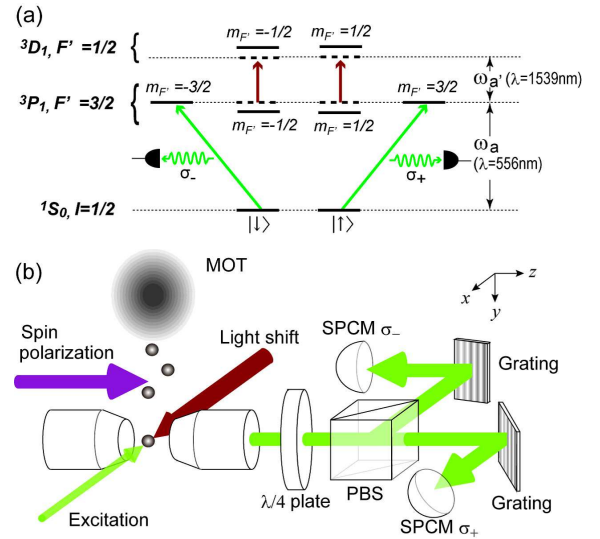 (a)
³D₁, F' =1/2
m_F'=-1/2
m_F'=1/2
³P₁, F' =3/2
m_F'=-3/2
m_F'=-1/2
m_F'=1/2
m_F'=3/2
ω_a' (λ=1539nm)
ω_a
(λ=556nm)
σ₋
σ₊
¹S₀, I=1/2
|↓⟩
|↑⟩
(b)
MOT
x
y
z
Spin
polarization
Light shift
SPCM σ₋
Grating
Excitation
λ/4 plate
PBS
SPCM σ₊
Grating